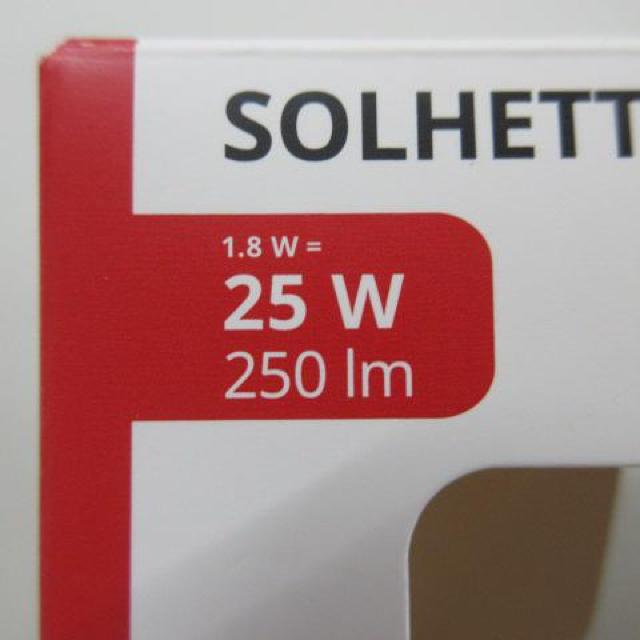 SOLHETT
1.8 W =
25 W
250 lm